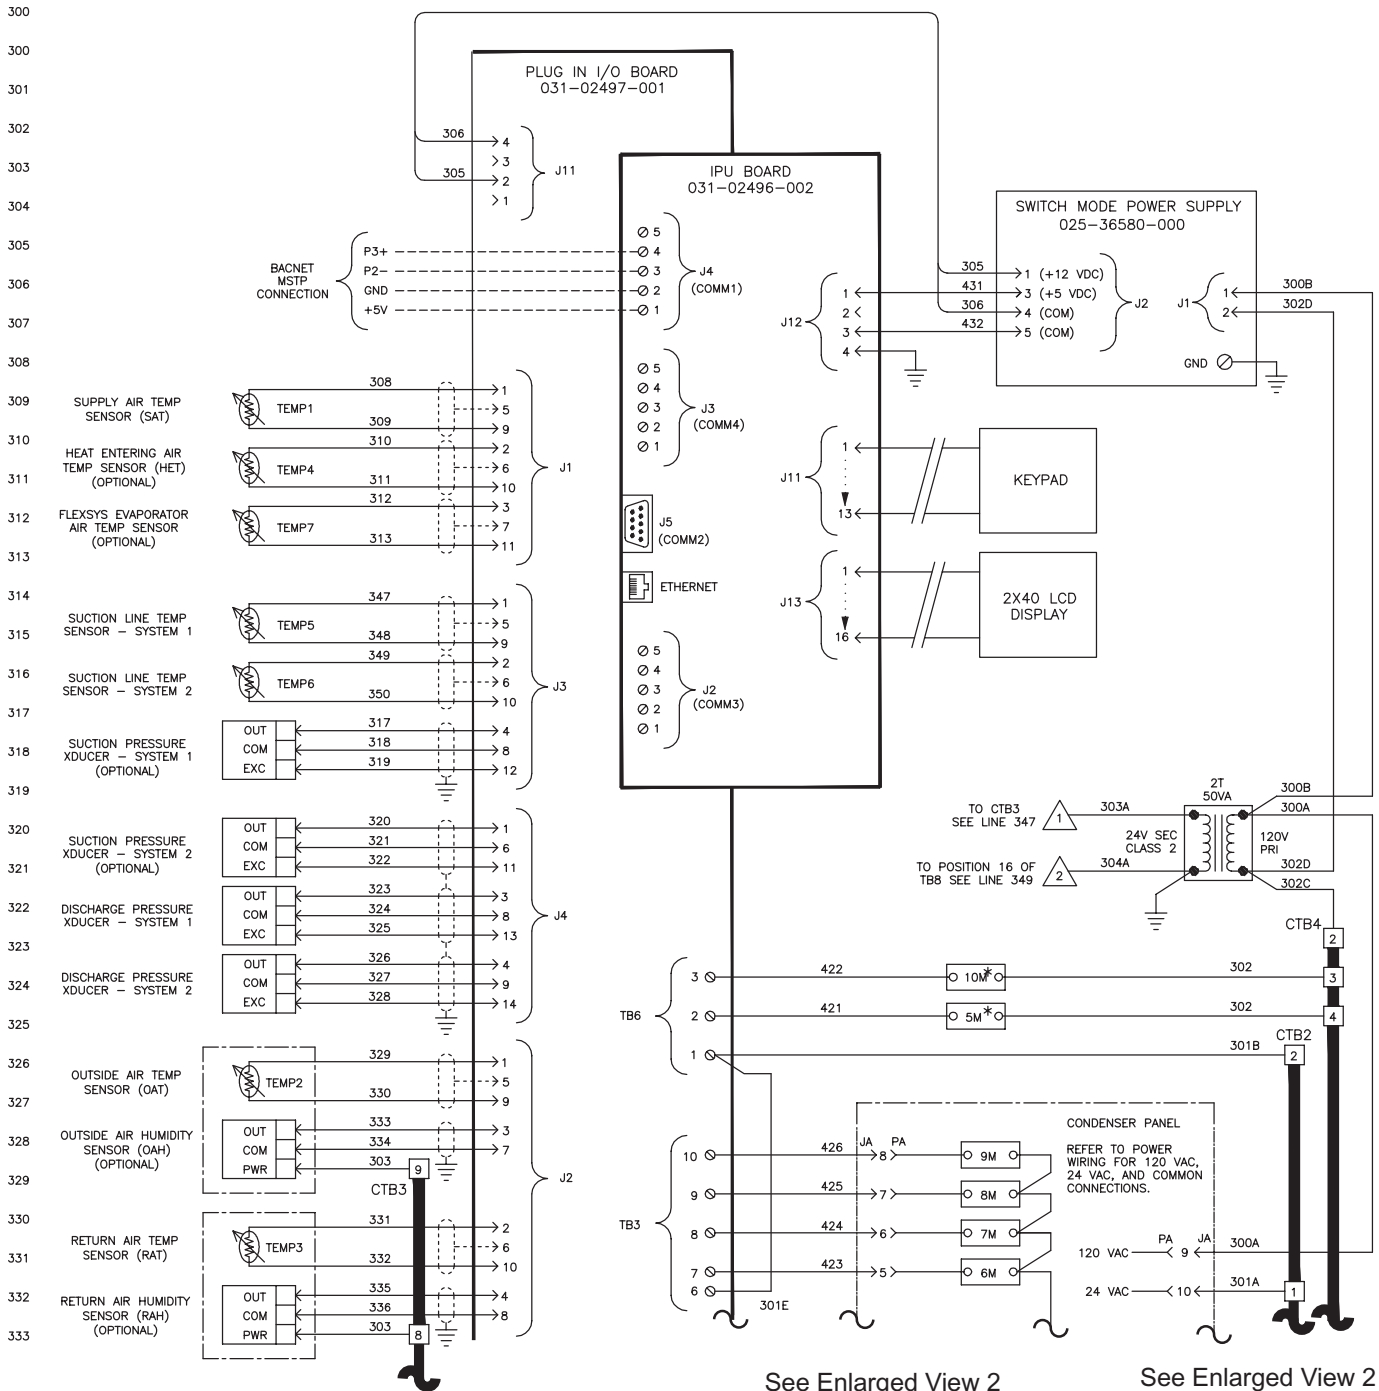 300
300
301
302
303
304
305
306
307
308
309
310
311
312
313
314
315
316
317
318
319
320
321
322
323
324
325
326
327
328
329
330
331
332
333
PLUG IN I/O BOARD
031-02497-001
306
305
4
3
2
1
J11
BACNET
MSTP
CONNECTION
P3+
P2-
GND
+5V
IPU BOARD
031-02496-002
5
4
3
2
1
J4
(COMM1)
5
4
3
2
1
J3
(COMM4)
J5
(COMM2)
ETHERNET
5
4
3
2
1
J2
(COMM3)
J12
1
2
3
4
305
431
306
432
SWITCH MODE POWER SUPPLY
025-36580-000
1 (+12 VDC)
3 (+5 VDC)
4 (COM)
5 (COM)
J2
J1
1
2
300B
302D
GND
J11
1
13
KEYPAD
J13
1
16
2X40 LCD
DISPLAY
SUPPLY AIR TEMP
SENSOR (SAT)
TEMP1
308
309
1
5
9
HEAT ENTERING AIR
TEMP SENSOR (HET)
(OPTIONAL)
TEMP4
310
311
2
6
10
J1
FLEXSYS EVAPORATOR
AIR TEMP SENSOR
(OPTIONAL)
TEMP7
312
313
3
7
11
SUCTION LINE TEMP
SENSOR - SYSTEM 1
TEMP5
347
348
1
5
9
SUCTION LINE TEMP
SENSOR - SYSTEM 2
TEMP6
349
350
2
6
10
J3
SUCTION PRESSURE
XDUCER - SYSTEM 1
(OPTIONAL)
OUT
COM
EXC
317
318
319
4
8
12
SUCTION PRESSURE
XDUCER - SYSTEM 2
(OPTIONAL)
OUT
COM
EXC
320
321
322
1
6
11
DISCHARGE PRESSURE
XDUCER - SYSTEM 1
OUT
COM
EXC
323
324
325
3
8
13
J4
DISCHARGE PRESSURE
XDUCER - SYSTEM 2
OUT
COM
EXC
326
327
328
4
9
14
OUTSIDE AIR TEMP
SENSOR (OAT)
TEMP2
329
330
1
5
9
OUTSIDE AIR HUMIDITY
SENSOR (OAH)
(OPTIONAL)
OUT
COM
PWR
333
334
303
3
7
9
CTB3
J2
RETURN AIR TEMP
SENSOR (RAT)
TEMP3
331
332
2
6
10
RETURN AIR HUMIDITY
SENSOR (RAH)
(OPTIONAL)
OUT
COM
PWR
335
336
303
4
8
8
TO CTB3
SEE LINE 347
1
303A
TO POSITION 16 OF
TB8 SEE LINE 349
2
304A
2T
50VA
24V SEC
CLASS 2
120V
PRI
300B
300A
302D
302C
CTB4
2
3
4
TB6
3
2
1
422
10M*
302
421
5M*
302
301B
CTB2
2
1
TB3
10
9
8
7
6
301E
426
425
424
423
JA
PA
8
7
6
5
9M
8M
7M
6M
CONDENSER PANEL
REFER TO POWER
WIRING FOR 120 VAC,
24 VAC, AND COMMON
CONNECTIONS.
PA
JA
120 VAC
9
300A
24 VAC
10
301A
See Enlarged View 2
See Enlarged View 2